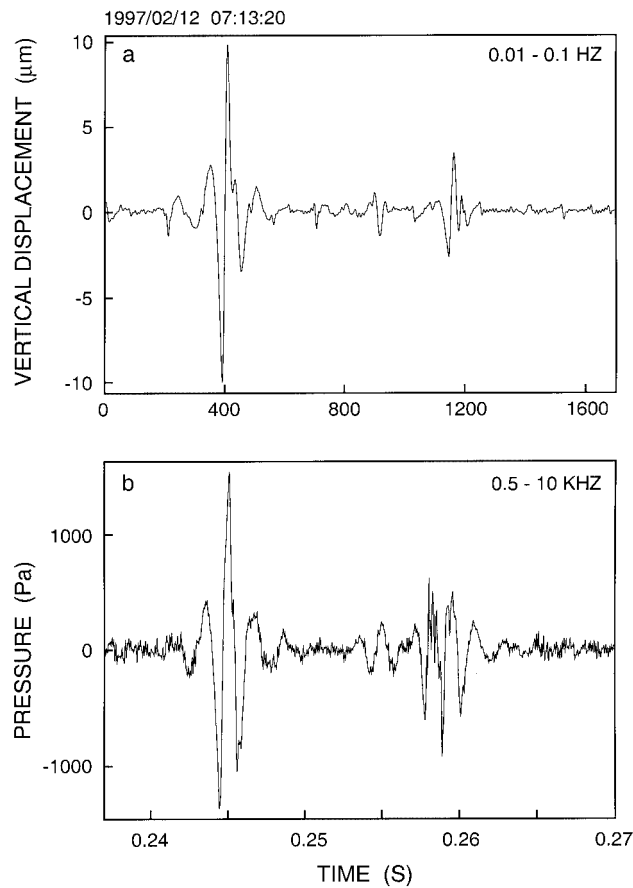 1997/02/12 07:13:20
a
0.01 - 0.1 HZ
VERTICAL DISPLACEMENT (μm)
10
5
0
-5
-10
0
400
800
1200
1600
b
0.5 - 10 KHZ
PRESSURE (Pa)
1000
0
-1000
0.24
0.25
0.26
0.27
TIME (S)